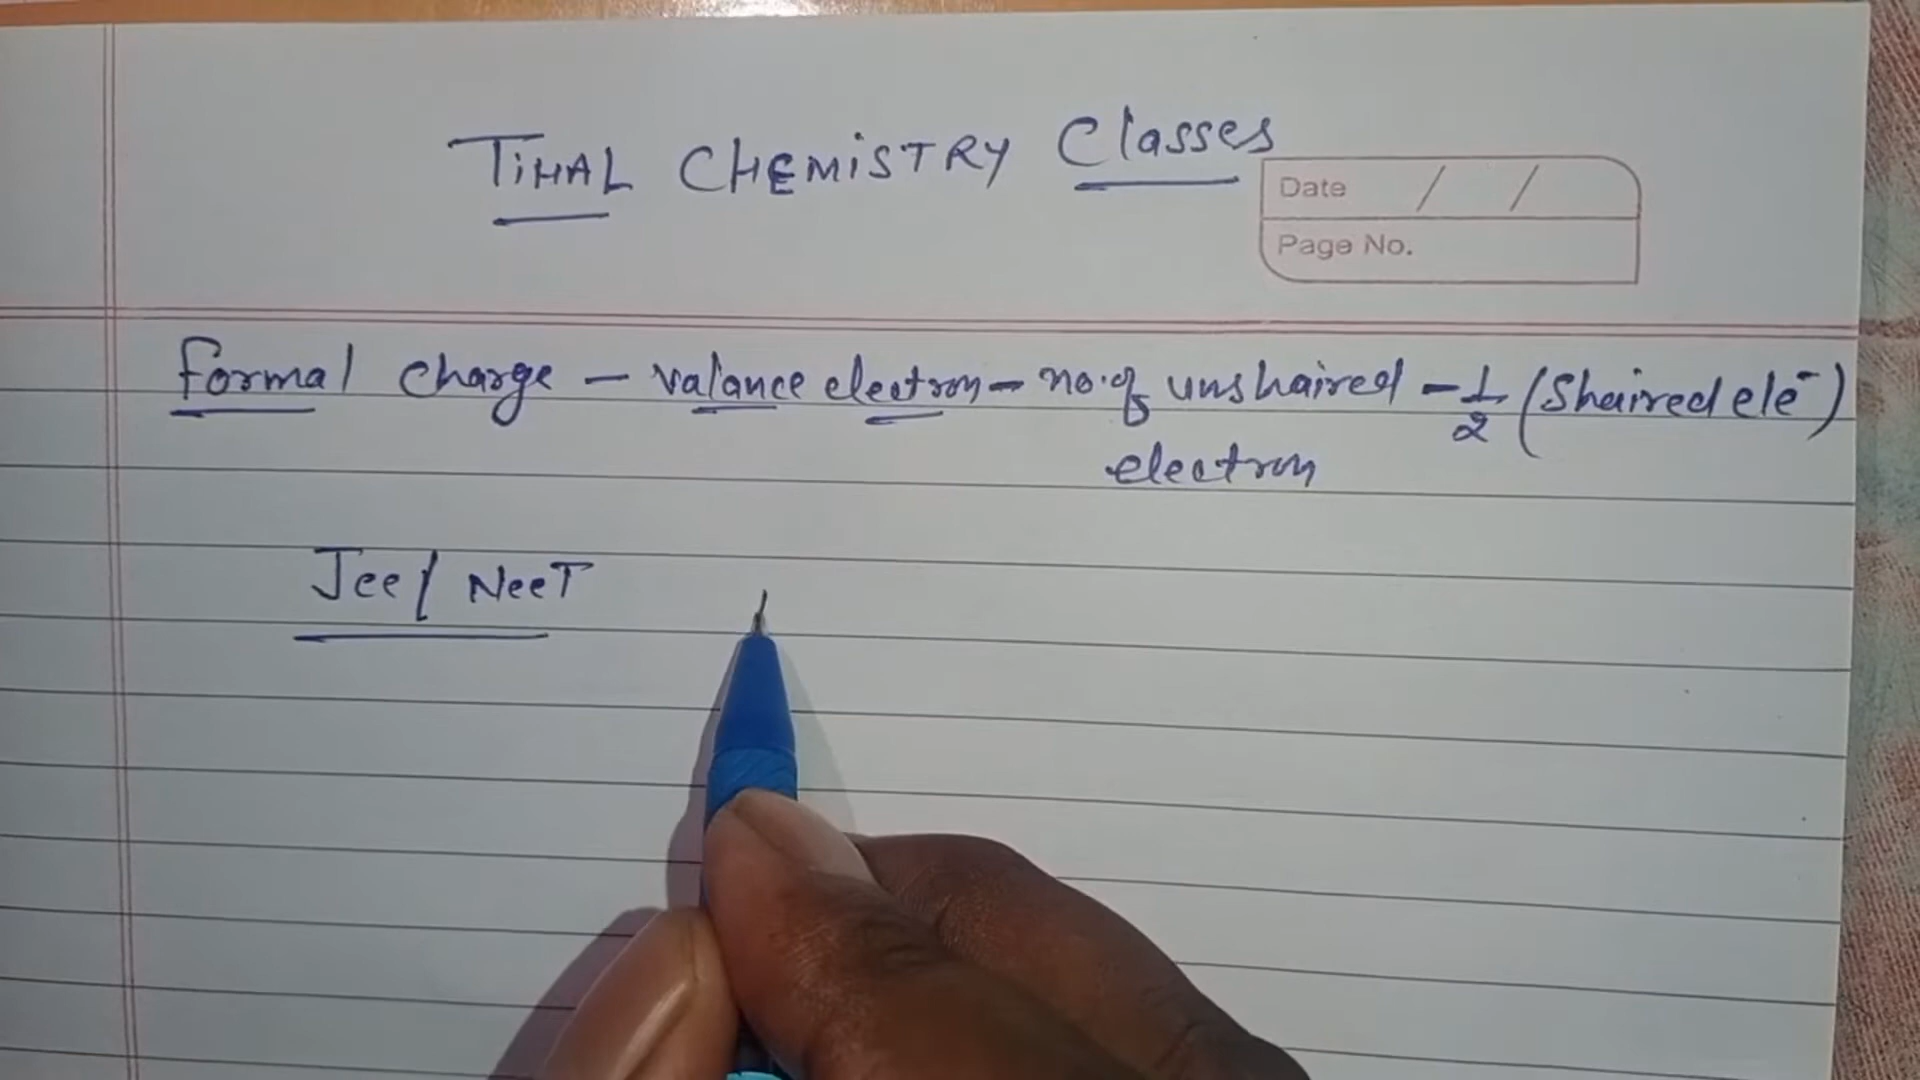 TIHAL CHEMISTRY Classes
Date / /
Page No.
Formal Charge - valance electron - no. of unshaired - 1/2 (Shaired ele⁻)
electron
Jee/ NeeT